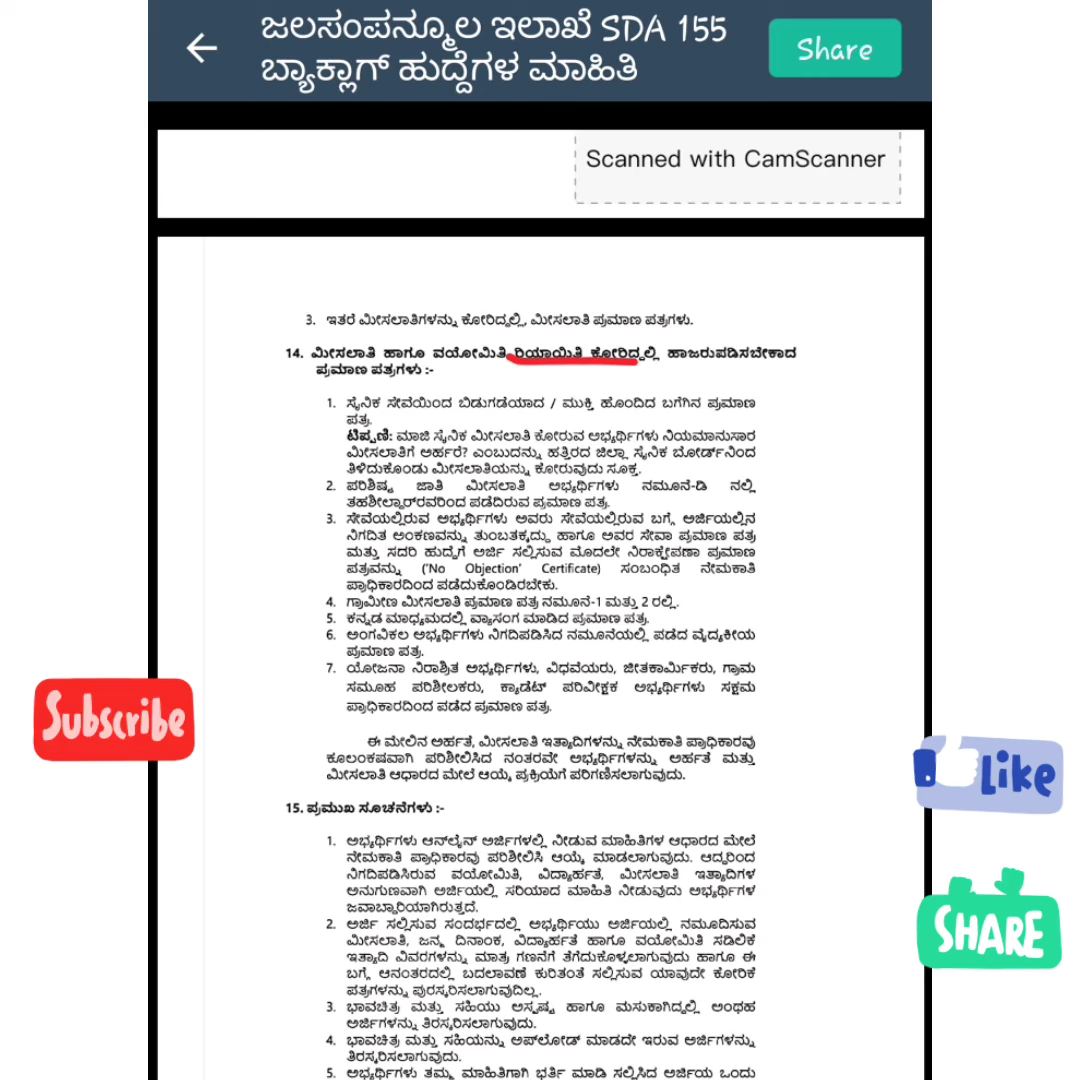 ಜಲಸಂಪನ್ಮೂಲ ಇಲಾಖೆ SDA 155
ಬ್ಯಾಕ್ಲಾಗ್ ಹುದ್ದೆಗಳ ಮಾಹಿತಿ
Share
Scanned with CamScanner
3. ಇತರೆ ಮೀಸಲಾತಿಗಳನ್ನು ಕೋರಿದ್ದಲ್ಲಿ, ಮೀಸಲಾತಿ ಪ್ರಮಾಣ ಪತ್ರಗಳು.
14. ಮೀಸಲಾತಿ ಹಾಗೂ ವಯೋಮಿತಿ ರಿಯಾಯಿತಿ ಕೋರಿದ್ದಲ್ಲಿ ಹಾಜರುಪಡಿಸಬೇಕಾದ
ಪ್ರಮಾಣ ಪತ್ರಗಳು :-
1. ಸೈನಿಕ ಸೇವೆಯಿಂದ ಬಿಡುಗಡೆಯಾದ / ಮುಕ್ತಿ ಹೊಂದಿದ ಬಗೆಗಿನ ಪ್ರಮಾಣ
ಪತ್ರ.
ಟಿಪ್ಪಣಿ: ಮಾಜಿ ಸೈನಿಕ ಮೀಸಲಾತಿ ಕೋರುವ ಅಭ್ಯರ್ಥಿಗಳು ನಿಯಮಾನುಸಾರ
ಮೀಸಲಾತಿಗೆ ಅರ್ಹರೆ? ಎಂಬುದನ್ನು ಹತ್ತಿರದ ಜಿಲ್ಲಾ ಸೈನಿಕ ಬೋರ್ಡ್‌ನಿಂದ
ತಿಳಿದುಕೊಂಡು ಮೀಸಲಾತಿಯನ್ನು ಕೋರುವುದು ಸೂಕ್ತ.
2. ಪರಿಶಿಷ್ಟ ಜಾತಿ ಮೀಸಲಾತಿ ಅಭ್ಯರ್ಥಿಗಳು ನಮೂನೆ-ಡಿ ನಲ್ಲಿ
ತಹಶೀಲ್ದಾರ್‌ರವರಿಂದ ಪಡೆದಿರುವ ಪ್ರಮಾಣ ಪತ್ರ.
3. ಸೇವೆಯಲ್ಲಿರುವ ಅಭ್ಯರ್ಥಿಗಳು ಅವರು ಸೇವೆಯಲ್ಲಿರುವ ಬಗ್ಗೆ ಅರ್ಜಿಯಲ್ಲಿನ
ನಿಗದಿತ ಅಂಕಣವನ್ನು ತುಂಬತಕ್ಕದ್ದು ಹಾಗೂ ಅವರ ಸೇವಾ ಪ್ರಮಾಣ ಪತ್ರ
ಮತ್ತು ಸದರಿ ಹುದ್ದೆಗೆ ಅರ್ಜಿ ಸಲ್ಲಿಸುವ ಮೊದಲೇ ನಿರಾಕ್ಷೇಪಣಾ ಪ್ರಮಾಣ
ಪತ್ರವನ್ನು ('No Objection' Certificate) ಸಂಬಂಧಿತ ನೇಮಕಾತಿ
ಪ್ರಾಧಿಕಾರದಿಂದ ಪಡೆದುಕೊಂಡಿರಬೇಕು.
4. ಗ್ರಾಮೀಣ ಮೀಸಲಾತಿ ಪ್ರಮಾಣ ಪತ್ರ ನಮೂನೆ-1 ಮತ್ತು 2 ರಲ್ಲಿ.
5. ಕನ್ನಡ ಮಾಧ್ಯಮದಲ್ಲಿ ವ್ಯಾಸಂಗ ಮಾಡಿದ ಪ್ರಮಾಣ ಪತ್ರ.
6. ಅಂಗವಿಕಲ ಅಭ್ಯರ್ಥಿಗಳು ನಿಗದಿಪಡಿಸಿದ ನಮೂನೆಯಲ್ಲಿ ಪಡೆದ ವೈದ್ಯಕೀಯ
ಪ್ರಮಾಣ ಪತ್ರ.
7. ಯೋಜನಾ ನಿರಾಶ್ರಿತ ಅಭ್ಯರ್ಥಿಗಳು, ವಿಧವೆಯರು, ಜೀತಕಾರ್ಮಿಕರು, ಗ್ರಾಮ
ಸಮೂಹ ಪರಿಶೀಲಕರು, ಕ್ಯಾಡೆಟ್ ಪರಿವೀಕ್ಷಕ ಅಭ್ಯರ್ಥಿಗಳು ಸಕ್ಷಮ
ಪ್ರಾಧಿಕಾರದಿಂದ ಪಡೆದ ಪ್ರಮಾಣ ಪತ್ರ.
Subscribe
ಈ ಮೇಲಿನ ಅರ್ಹತೆ, ಮೀಸಲಾತಿ ಇತ್ಯಾದಿಗಳನ್ನು ನೇಮಕಾತಿ ಪ್ರಾಧಿಕಾರವು
ಕೂಲಂಕಷವಾಗಿ ಪರಿಶೀಲಿಸಿದ ನಂತರವೇ ಅಭ್ಯರ್ಥಿಗಳನ್ನು ಅರ್ಹತೆ ಮತ್ತು
ಮೀಸಲಾತಿ ಆಧಾರದ ಮೇಲೆ ಆಯ್ಕೆ ಪ್ರಕ್ರಿಯೆಗೆ ಪರಿಗಣಿಸಲಾಗುವುದು.
Like
15. ಪ್ರಮುಖ ಸೂಚನೆಗಳು :-
1. ಅಭ್ಯರ್ಥಿಗಳು ಆನ್‌ಲೈನ್ ಅರ್ಜಿಗಳಲ್ಲಿ ನೀಡುವ ಮಾಹಿತಿಗಳ ಆಧಾರದ ಮೇಲೆ
ನೇಮಕಾತಿ ಪ್ರಾಧಿಕಾರವು ಪರಿಶೀಲಿಸಿ ಆಯ್ಕೆ ಮಾಡಲಾಗುವುದು. ಆದ್ದರಿಂದ
ನಿಗದಿಪಡಿಸಿರುವ ವಯೋಮಿತಿ, ವಿದ್ಯಾರ್ಹತೆ, ಮೀಸಲಾತಿ ಇತ್ಯಾದಿಗಳ
ಅನುಗುಣವಾಗಿ ಅರ್ಜಿಯಲ್ಲಿ ಸರಿಯಾದ ಮಾಹಿತಿ ನೀಡುವುದು ಅಭ್ಯರ್ಥಿಗಳ
ಜವಾಬ್ದಾರಿಯಾಗಿರುತ್ತದೆ.
2. ಅರ್ಜಿ ಸಲ್ಲಿಸುವ ಸಂದರ್ಭದಲ್ಲಿ ಅಭ್ಯರ್ಥಿಯು ಅರ್ಜಿಯಲ್ಲಿ ನಮೂದಿಸುವ
ಮೀಸಲಾತಿ, ಜನ್ಮ ದಿನಾಂಕ, ವಿದ್ಯಾರ್ಹತೆ ಹಾಗೂ ವಯೋಮಿತಿ ಸಡಿಲಿಕೆ
ಇತ್ಯಾದಿ ವಿವರಗಳನ್ನು ಮಾತ್ರ ಗಣನೆಗೆ ತೆಗೆದುಕೊಳ್ಳಲಾಗುವುದು ಹಾಗೂ ಈ
ಬಗ್ಗೆ ಆನಂತರದಲ್ಲಿ ಬದಲಾವಣೆ ಕುರಿತಂತೆ ಸಲ್ಲಿಸುವ ಯಾವುದೇ ಕೋರಿಕೆ
ಪತ್ರಗಳನ್ನು ಪುರಸ್ಕರಿಸಲಾಗುವುದಿಲ್ಲ.
SHARE
3. ಭಾವಚಿತ್ರ ಮತ್ತು ಸಹಿಯು ಅಸ್ಪಷ್ಟ ಹಾಗೂ ಮಸುಕಾಗಿದ್ದಲ್ಲಿ ಅಂಥಹ
ಅರ್ಜಿಗಳನ್ನು ತಿರಸ್ಕರಿಸಲಾಗುವುದು.
4. ಭಾವಚಿತ್ರ ಮತ್ತು ಸಹಿಯನ್ನು ಅಪ್‌ಲೋಡ್ ಮಾಡದೇ ಇರುವ ಅರ್ಜಿಗಳನ್ನು
ತಿರಸ್ಕರಿಸಲಾಗುವುದು.
5. ಅಭ್ಯರ್ಥಿಗಳು ತಮ್ಮ ಮಾಹಿತಿಗಾಗಿ ಭರ್ತಿ ಮಾಡಿ ಸಲ್ಲಿಸಿದ ಅರ್ಜಿಯ ಒಂದು